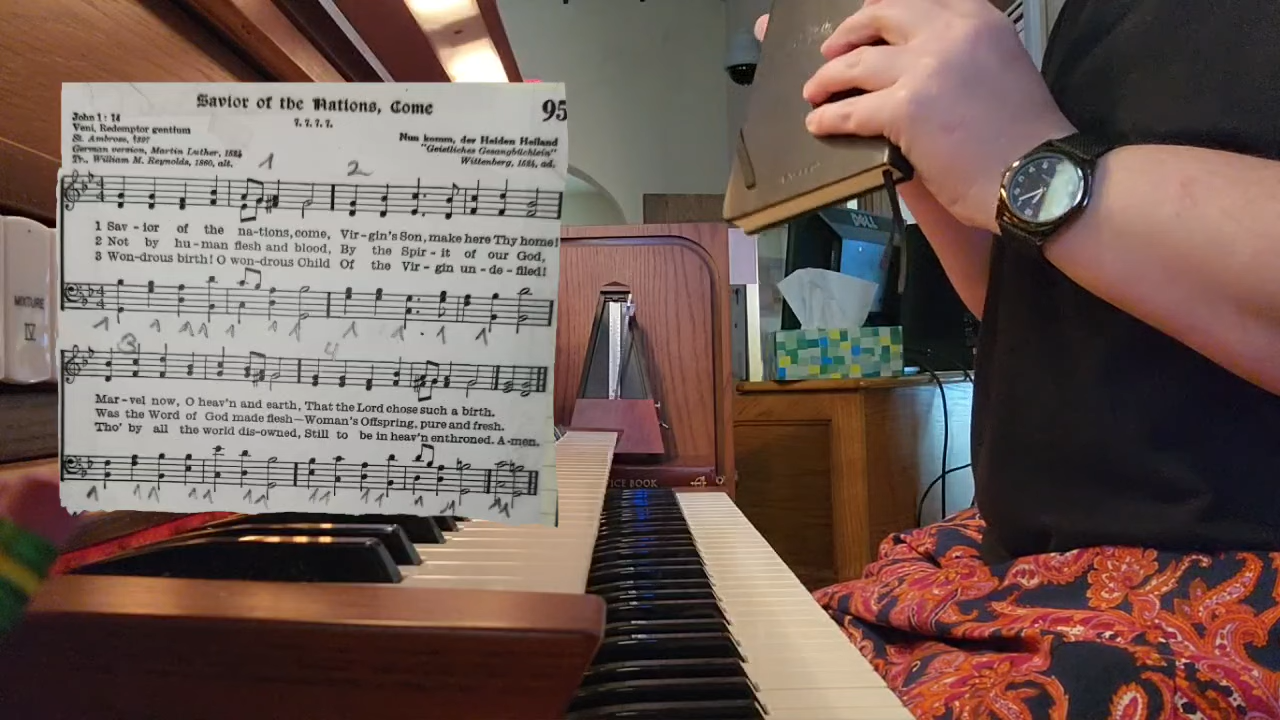 Savior of the Nations, Come
95
7. 7. 7. 7.
John 1: 14
Veni, Redemptor gentium
St. Ambrose, †397
German version, Martin Luther, 1524
Tr., William M. Reynolds, 1860, alt.
Nun komm, der Heiden Heiland
"Geistliches Gesangbüchlein"
Wittenberg, 1524, ad.
1
2
1 Sav - ior of the na-tions, come, Vir-gin's Son, make here Thy home!
2 Not by hu-man flesh and blood, By the Spir - it of our God,
3 Won-drous birth! O won-drous Child Of the Vir - gin un - de - filed!
3
4
Mar - vel now, O heav'n and earth, That the Lord chose such a birth.
Was the Word of God made flesh—Woman's Offspring, pure and fresh.
Tho' by all the world dis-owned, Still to be in heav'n enthroned. A-men.
MIXTURE
IV
DELL
BOOK